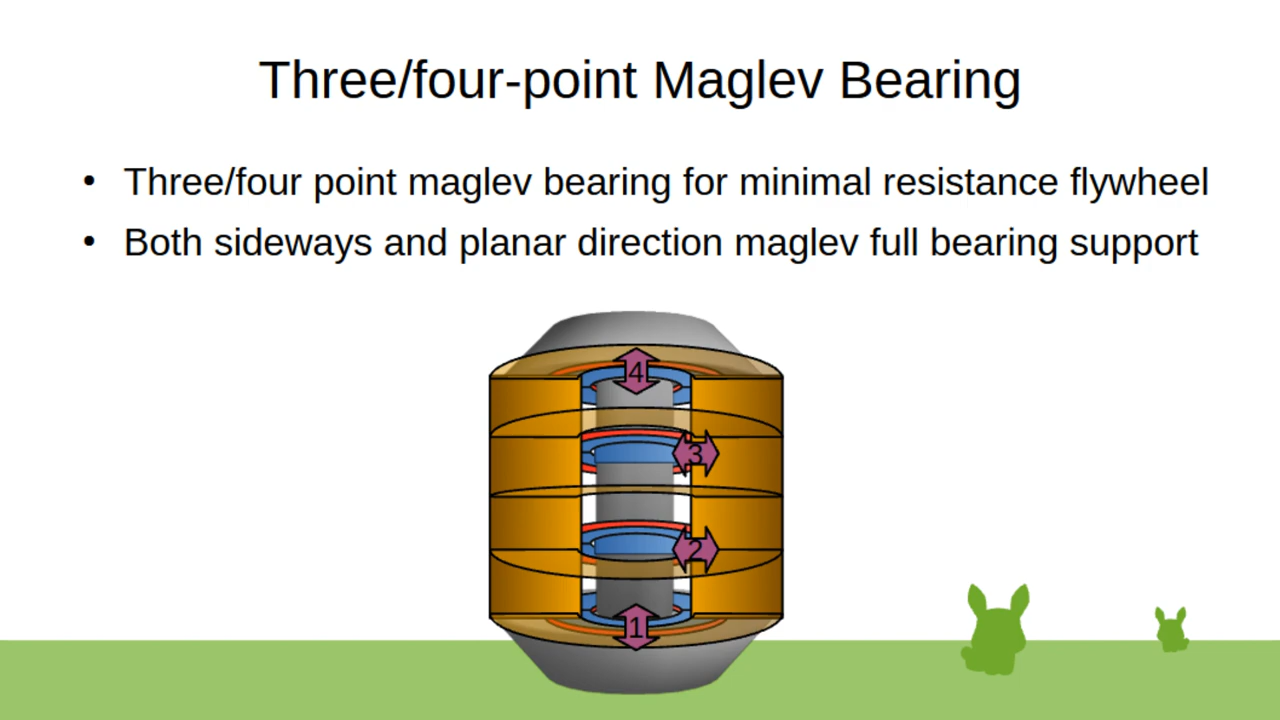 Three/four-point Maglev Bearing
• Three/four point maglev bearing for minimal resistance flywheel
• Both sideways and planar direction maglev full bearing support
4
3
2
1